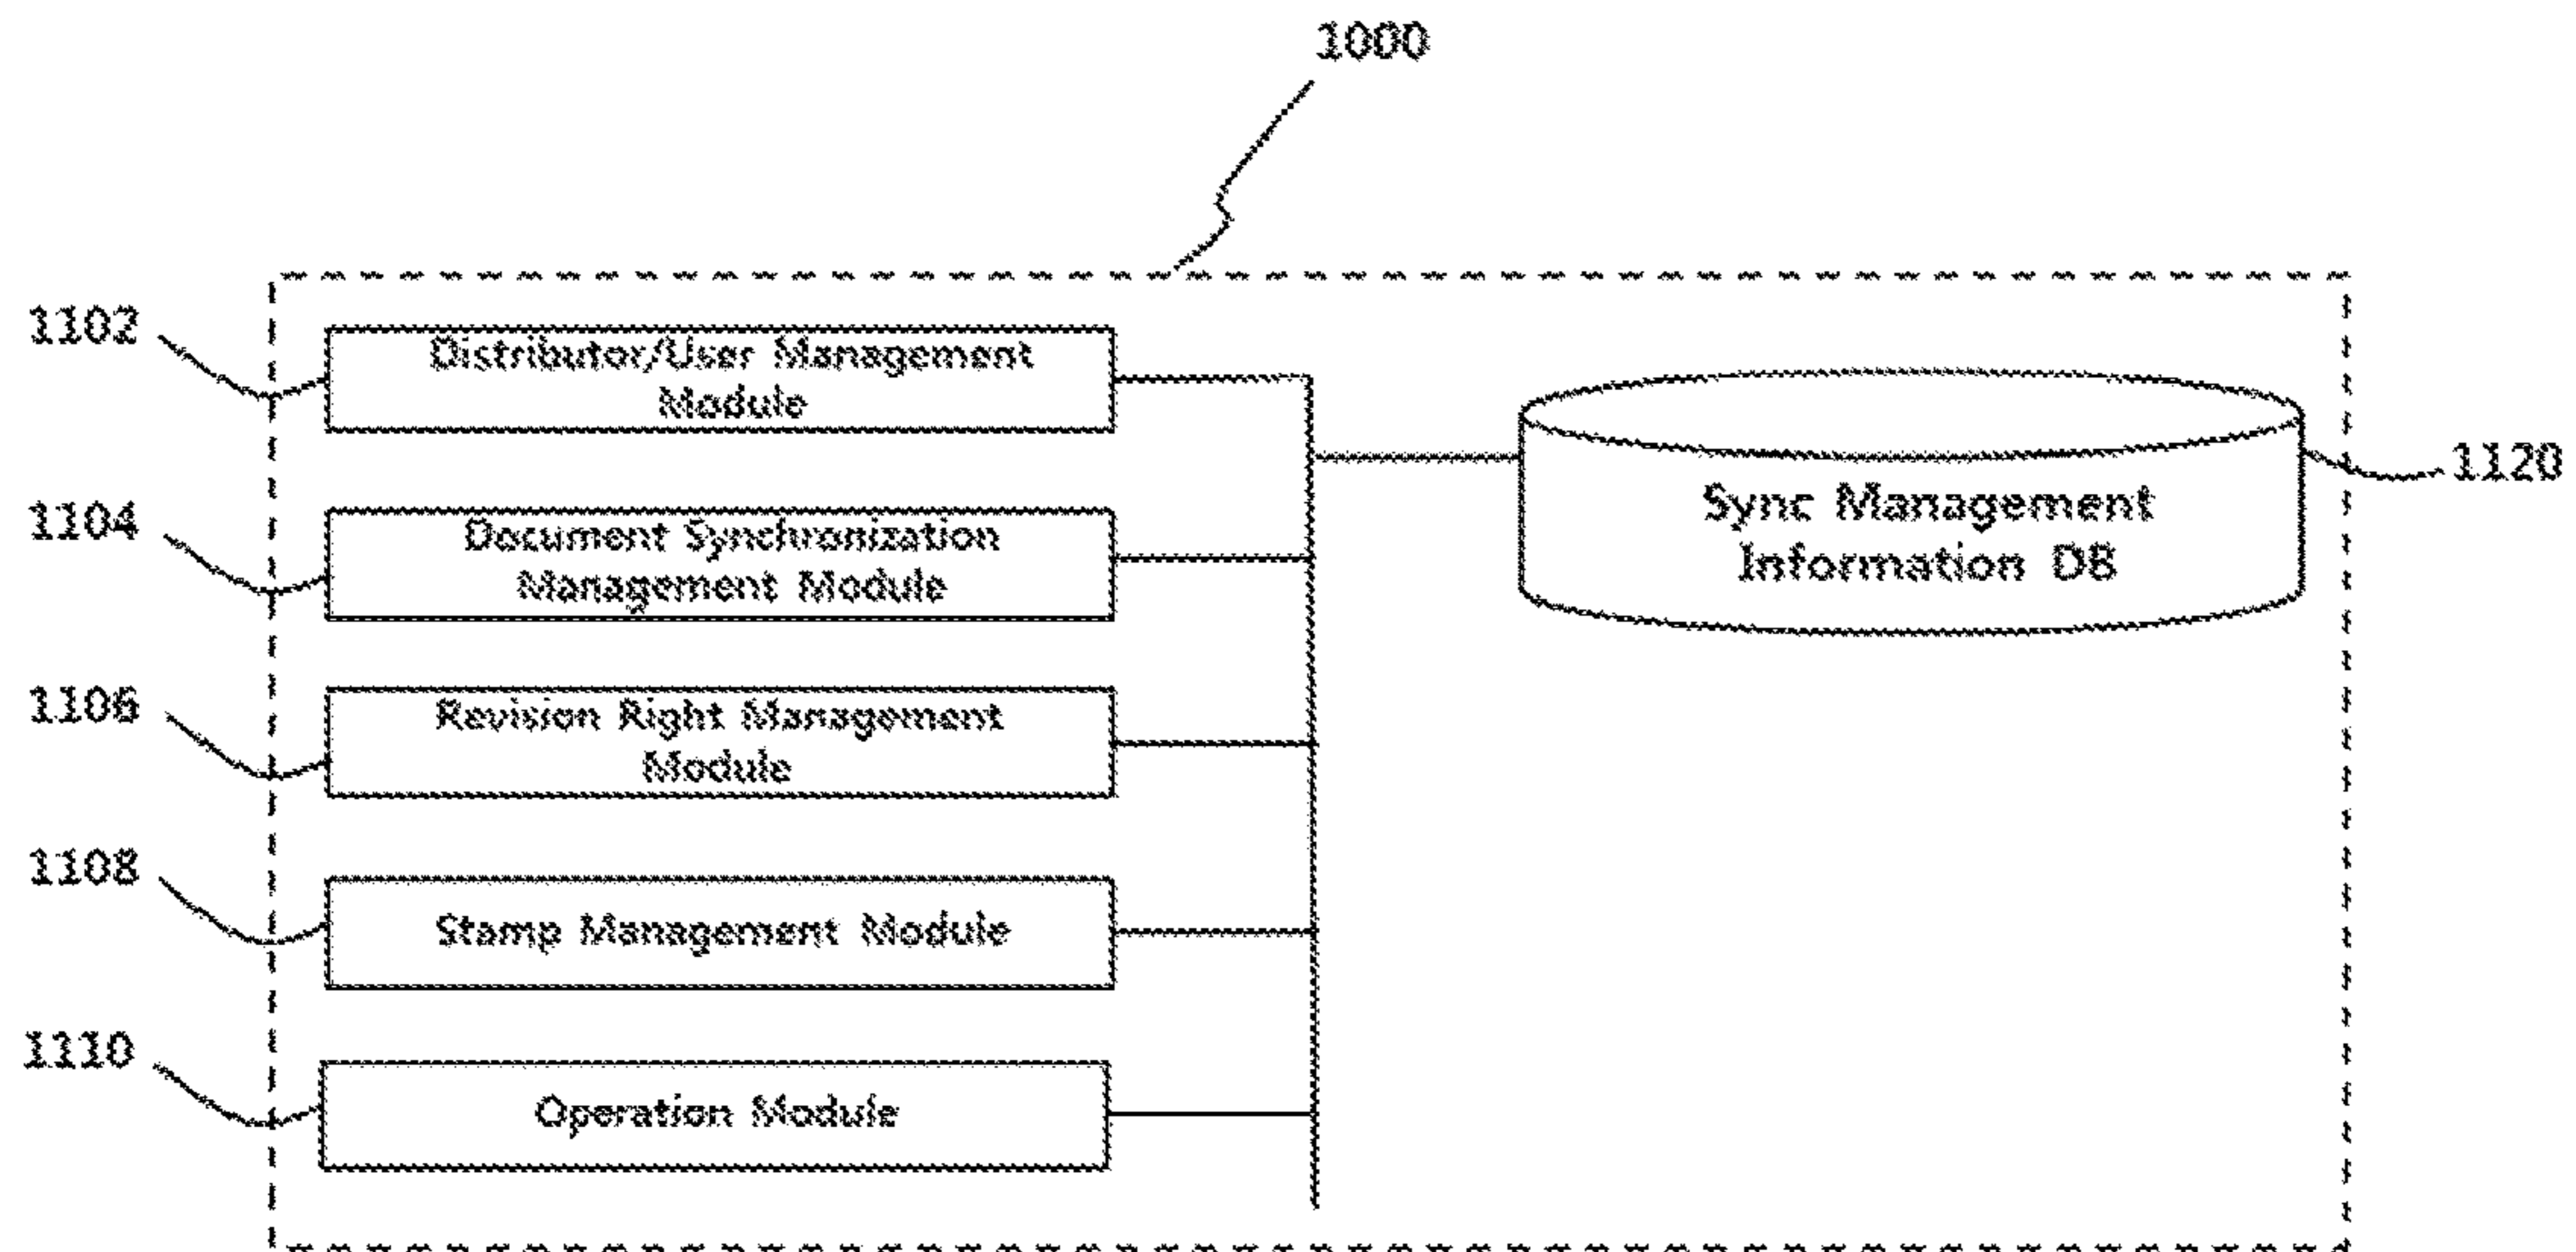 1000
1102
Distributor/User Management
Module
1104
Document Synchronization
Management Module
1106
Revision Right Management
Module
1108
Stamp Management Module
1110
Operation Module
Sync Management
Information DB
1120